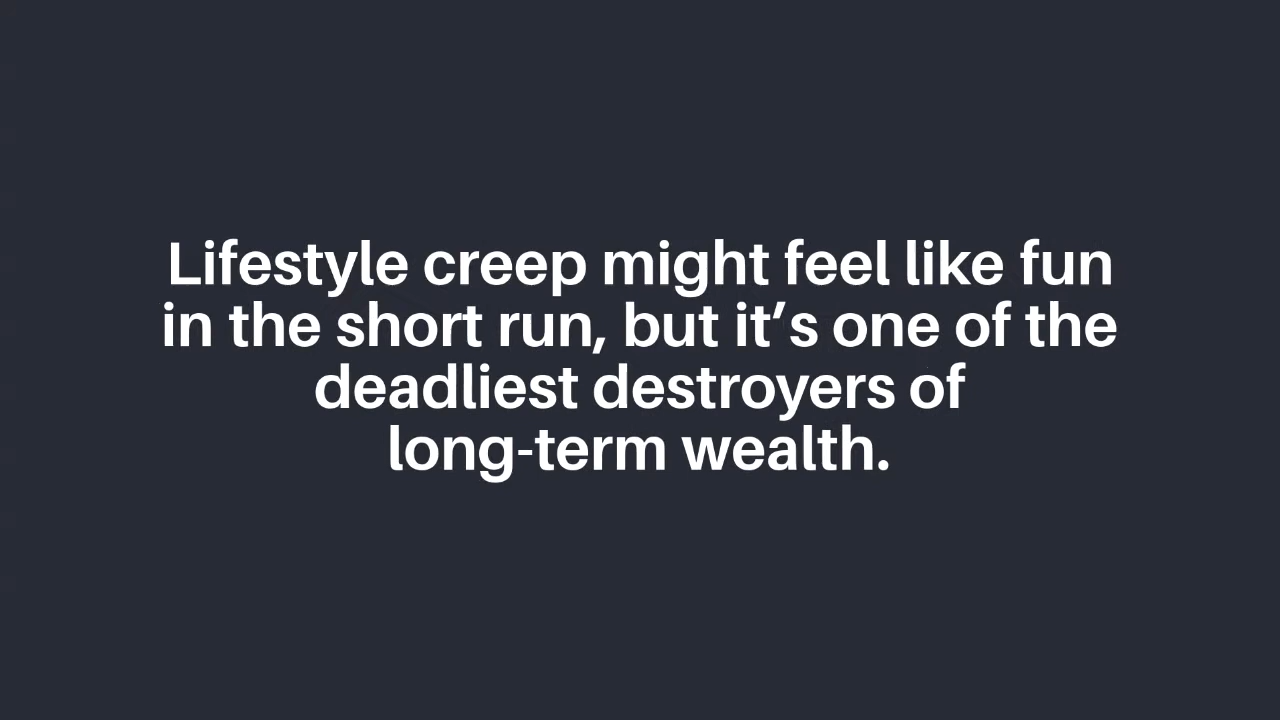 Lifestyle creep might feel like fun
in the short run, but it’s one of the
deadliest destroyers of
long-term wealth.